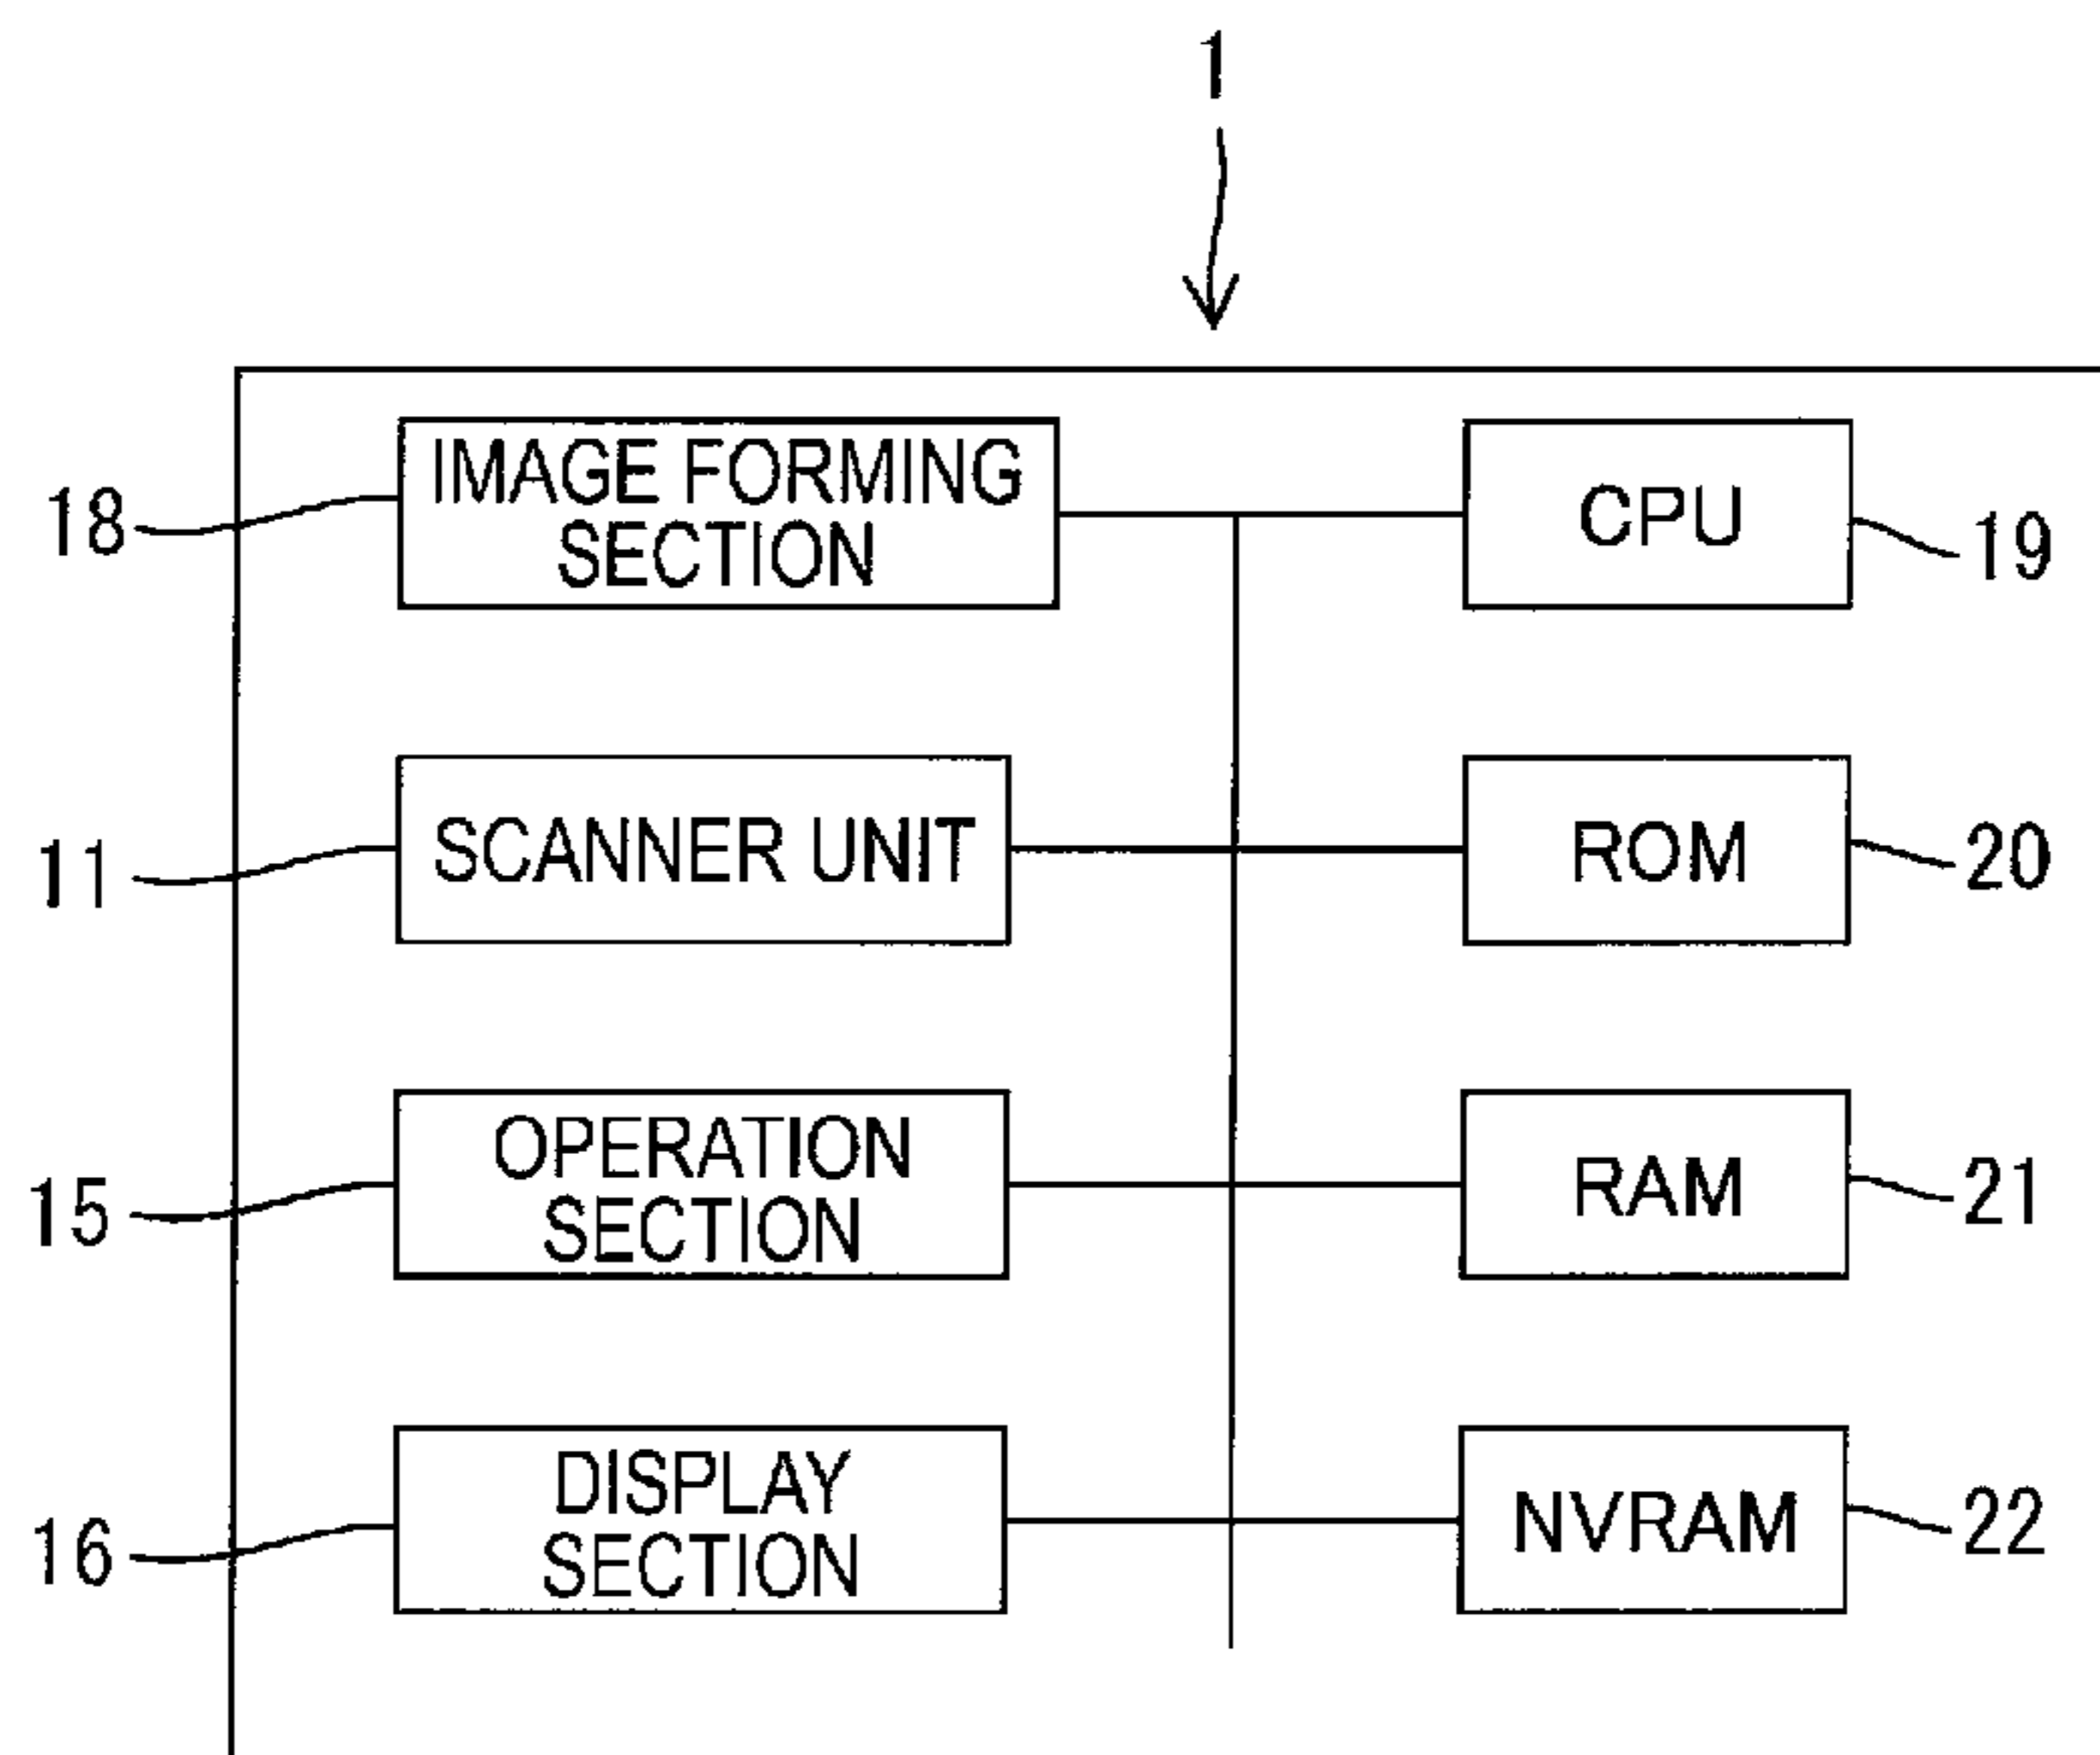 1
18
IMAGE FORMING
SECTION
CPU
19
11
SCANNER UNIT
ROM
20
15
OPERATION
SECTION
RAM
21
16
DISPLAY
SECTION
NVRAM
22